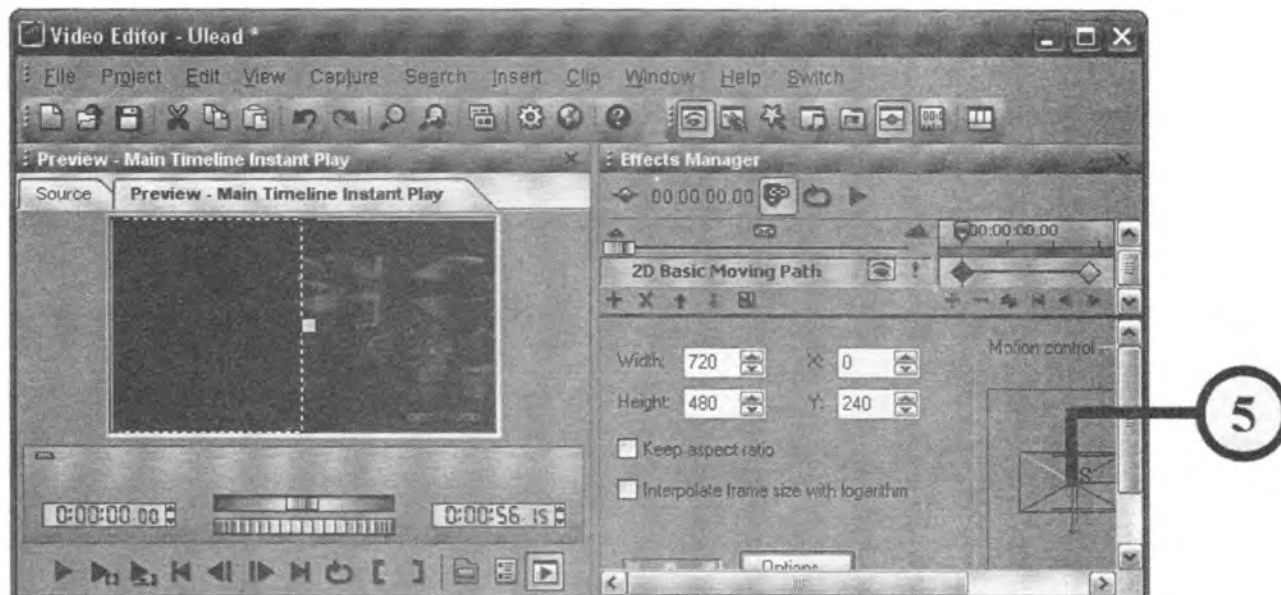 Video Editor - Ulead *
File Project Edit View Capture Search Insert Clip Window Help Switch
Preview - Main Timeline Instant Play
Source Preview - Main Timeline Instant Play
0:00:00.00 0:00:56.15
Effects Manager
00:00:00.00
00:00:00.00
2D Basic Moving Path
Width: 720 X: 0
Height: 480 Y: 240
Motion control
Keep aspect ratio
Interpolate frame size with logarithm
S
Options
5